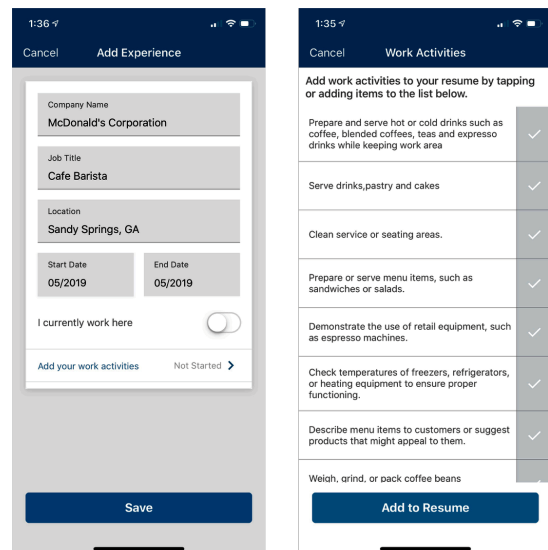 1:36
Cancel Add Experience
Company Name
McDonald's Corporation
Job Title
Cafe Barista
Location
Sandy Springs, GA
Start Date End Date
05/2019 05/2019
I currently work here
Add your work activities Not Started
Save
1:35
Cancel Work Activities
Add work activities to your resume by tapping
or adding items to the list below.
Prepare and serve hot or cold drinks such as
coffee, blended coffees, teas and expresso
drinks while keeping work area
Serve drinks,pastry and cakes
Clean service or seating areas.
Prepare or serve menu items, such as
sandwiches or salads.
Demonstrate the use of retail equipment, such
as espresso machines.
Check temperatures of freezers, refrigerators,
or heating equipment to ensure proper
functioning.
Describe menu items to customers or suggest
products that might appeal to them.
Weigh, grind, or pack coffee beans
Add to Resume